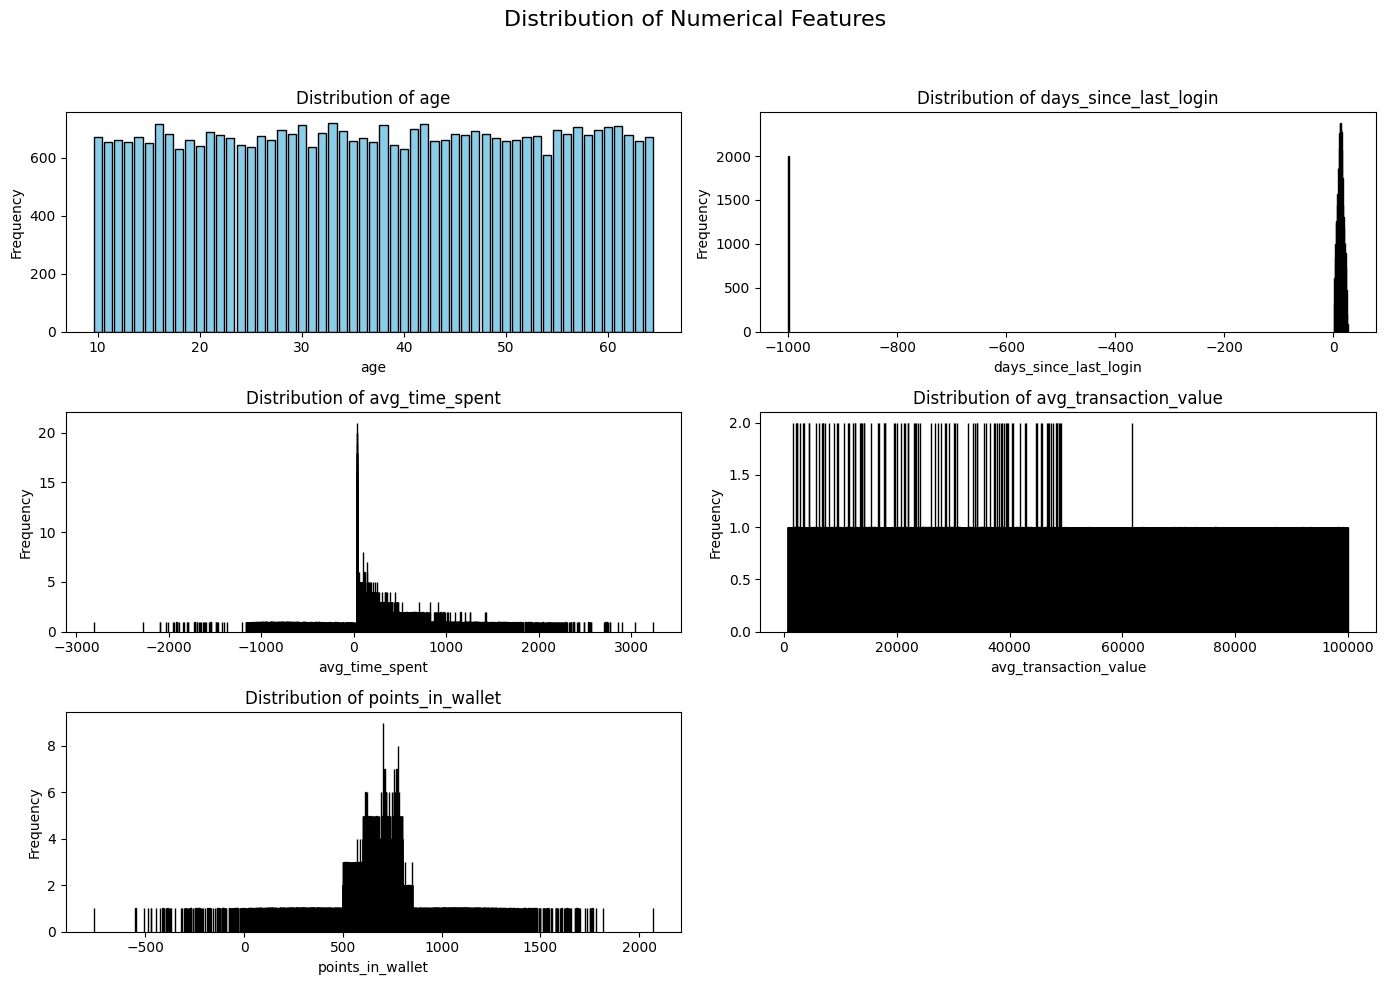 Distribution of Numerical Features
Distribution of age
Frequency
600
400
200
0
10 20 30 40 50 60
age
Distribution of days_since_last_login
Frequency
2000
1500
1000
500
0
−1000 −800 −600 −400 −200 0
days_since_last_login
Distribution of avg_time_spent
Frequency
20
15
10
5
0
−3000 −2000 −1000 0 1000 2000 3000
avg_time_spent
Distribution of avg_transaction_value
Frequency
2.0
1.5
1.0
0.5
0.0
0 20000 40000 60000 80000 100000
avg_transaction_value
Distribution of points_in_wallet
Frequency
8
6
4
2
0
−500 0 500 1000 1500 2000
points_in_wallet